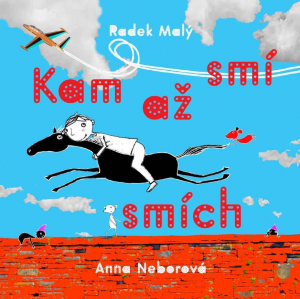 Radek Malý
Kam až smí
smích
Anna Neborová